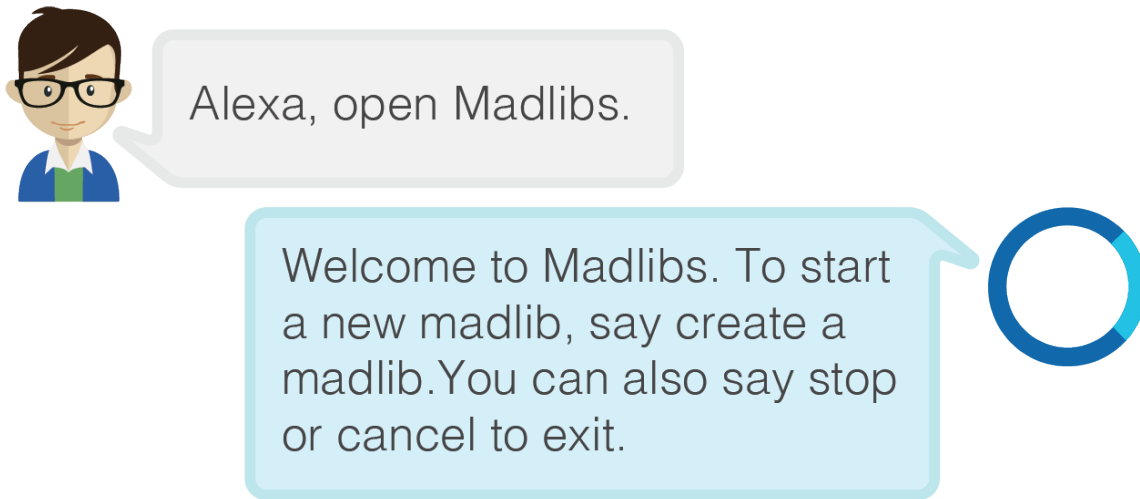 Alexa, open Madlibs.
Welcome to Madlibs. To start
a new madlib, say create a
madlib.You can also say stop
or cancel to exit.